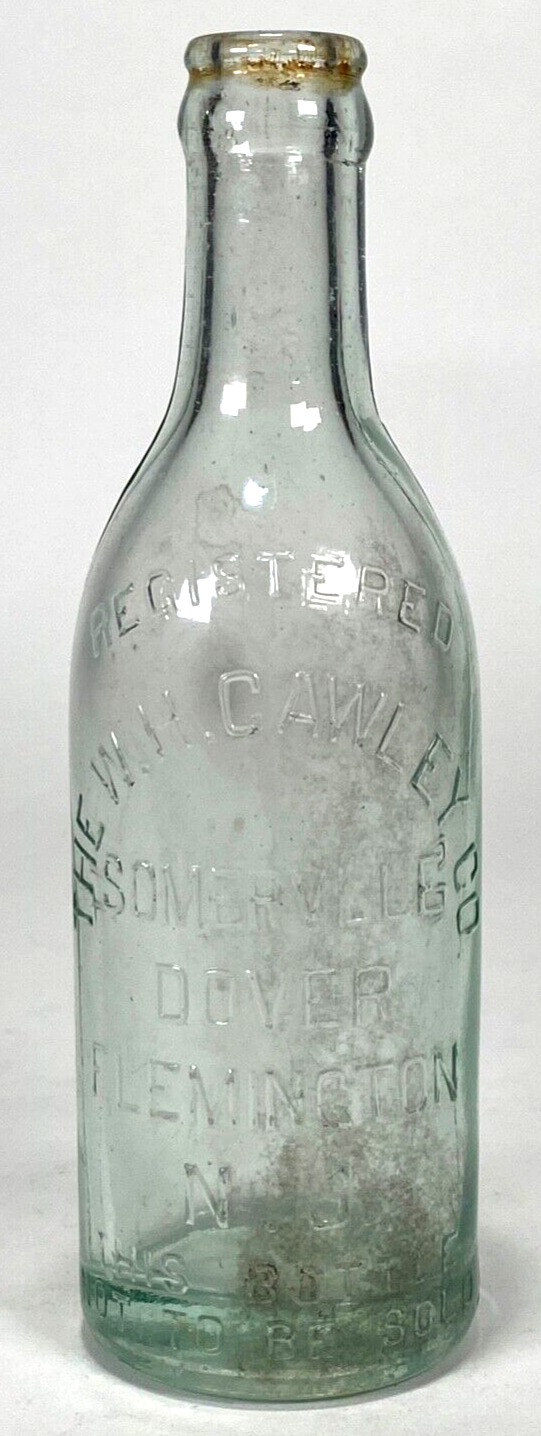 REGISTERED
THE W.H. CAWLEY CO
SOMERVILLE
DOVER
FLEMINGTON
N.J.
THIS BOTTLE
NOT TO BE SOLD